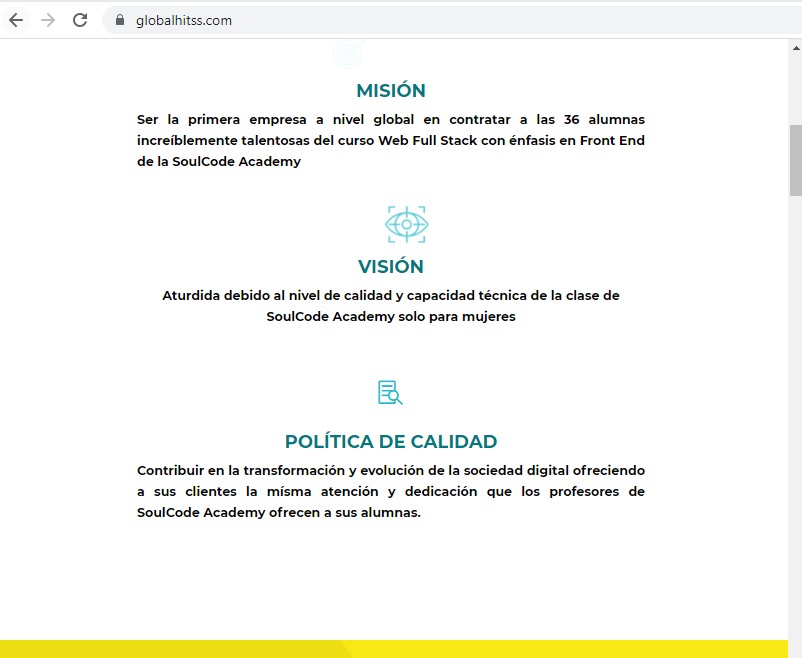 globalhitss.com
MISIÓN
Ser la primera empresa a nivel global en contratar a las 36 alumnas
increíblemente talentosas del curso Web Full Stack con énfasis en Front End
de la SoulCode Academy
VISIÓN
Aturdida debido al nivel de calidad y capacidad técnica de la clase de
SoulCode Academy solo para mujeres
POLÍTICA DE CALIDAD
Contribuir en la transformación y evolución de la sociedad digital ofreciendo
a sus clientes la mísma atención y dedicación que los profesores de
SoulCode Academy ofrecen a sus alumnas.